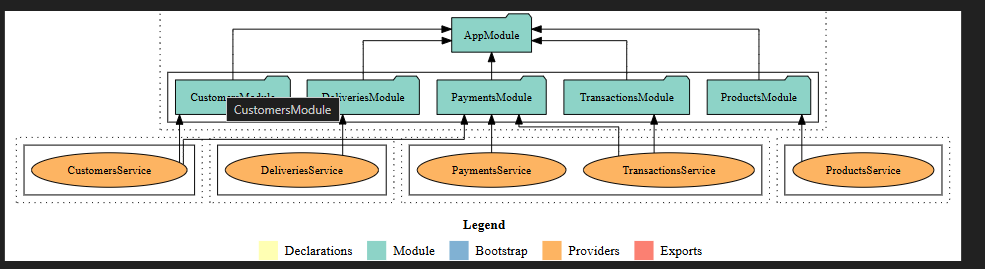 AppModule
CustomersModule DeliveriesModule PaymentsModule TransactionsModule ProductsModule
CustomersModule
CustomersService DeliveriesService PaymentsService TransactionsService ProductsService
Legend
Declarations Module Bootstrap Providers Exports